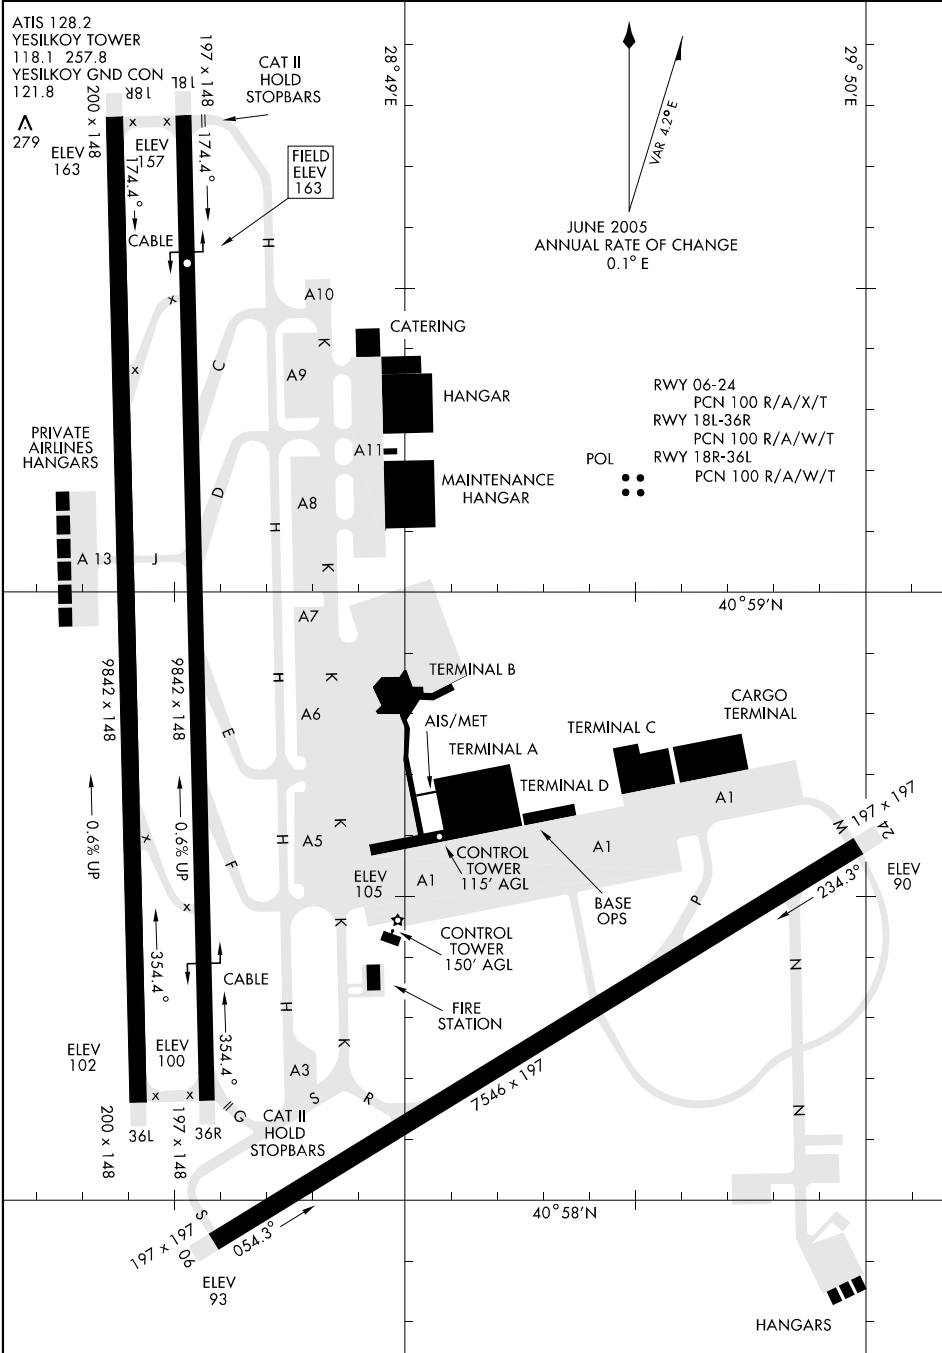 ATIS 128.2
YESILKOY TOWER
118.1 257.8
YESILKOY GND CON
121.8
279
18R
18L
200 x 148
197 x 148
CAT II
HOLD
STOPBARS
ELEV
163
ELEV
157
174.4°
174.4°
FIELD
ELEV
163
CABLE
28°49'E
29°50'E
VAR 4.2°E
JUNE 2005
ANNUAL RATE OF CHANGE
0.1°E
H
A10
K
CATERING
A9
C
HANGAR
RWY 06-24
PCN 100 R/A/X/T
RWY 18L-36R
PCN 100 R/A/W/T
RWY 18R-36L
PCN 100 R/A/W/T
PRIVATE
AIRLINES
HANGARS
A11
POL
MAINTENANCE
HANGAR
D
A8
H
A 13
J
K
40°59'N
A7
9842 x 148
9842 x 148
H
K
TERMINAL B
A6
AIS/MET
TERMINAL A
TERMINAL C
CARGO
TERMINAL
E
TERMINAL D
A1
0.6% UP
0.6% UP
H
A5
K
F
CONTROL
TOWER
115' AGL
A1
M
197 x 197
24
ELEV
105
A1
BASE
OPS
ELEV
90
234.3°
P
K
CONTROL
TOWER
150' AGL
354.4°
CABLE
N
H
FIRE
STATION
ELEV
102
ELEV
100
354.4°
K
A3
7546 x 197
S
R
G
CAT II
HOLD
STOPBARS
N
36L
36R
200 x 148
197 x 148
40°58'N
S
197 x 197
06
054.3°
ELEV
93
HANGARS
x
x
x
x
x
x
x
x